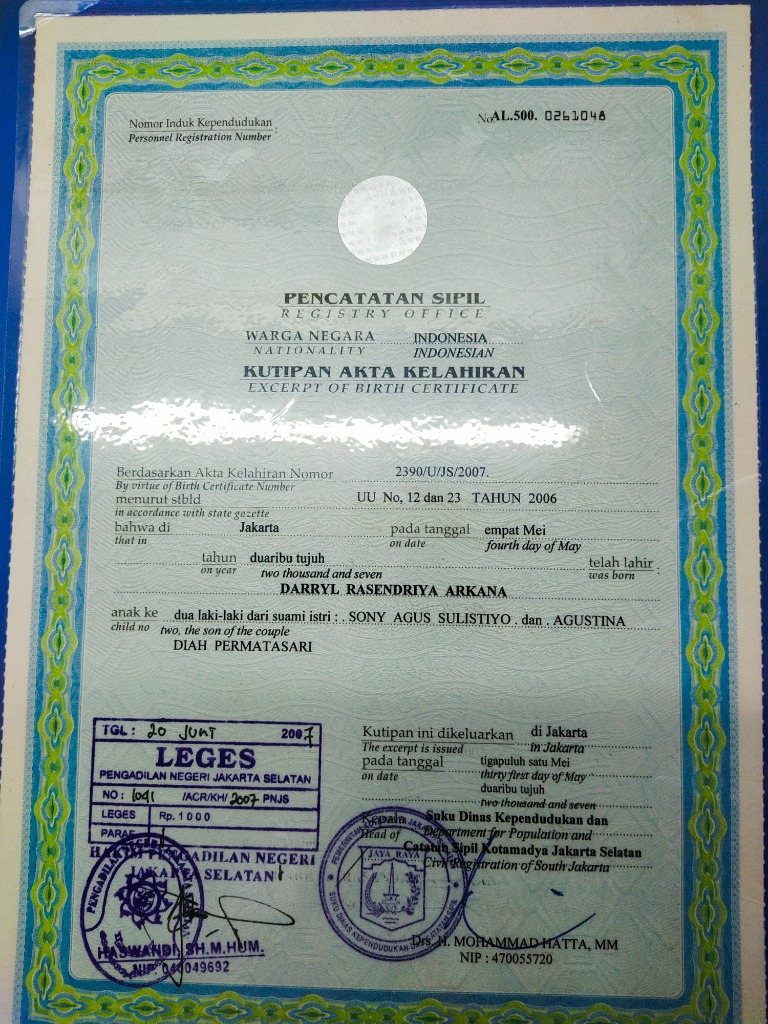 Nomor Induk Kependudukan
Personnel Registration Number :
No AL.500. 0261048
PENCATATAN SIPIL
REGISTRY OFFICE
WARGA NEGARA INDONESIA
NATIONALITY INDONESIAN
KUTIPAN AKTA KELAHIRAN
EXCERPT OF BIRTH CERTIFICATE
Berdasarkan Akta Kelahiran Nomor 2390/U/JS/2007.
By virtue of Birth Certificate Number
menurut stbld UU No, 12 dan 23 TAHUN 2006
in accordance with state gazette
bahwa di Jakarta pada tanggal empat Mei
that in on date fourth day of May
tahun duaribu tujuh telah lahir :
on year two thousand and seven was born
DARRYL RASENDRIYA ARKANA
anak ke dua laki-laki dari suami istri : . SONY AGUS SULISTIYO . dan . AGUSTINA
child no two, the son of the couple
DIAH PERMATASARI
TGL : 20 Juni 2007
LEGES
PENGADILAN NEGERI JAKARTA SELATAN
NO : 1041 /ACR/KH/ 2007 PNJS
LEGES Rp. 1000
PARAF
PENGADILAN NEGERI
JAKARTA SELATAN
HASWANDI, SH.M.HUM.
NIP. 040049692
Kutipan ini dikeluarkan di Jakarta
The excerpt is issued in Jakarta
pada tanggal tigapuluh satu Mei
on date thirty first day of May
duaribu tujuh
two thousand and seven
Kepala Suku Dinas Kependudukan dan
Head of Department for Population and
Catatan Sipil Kotamadya Jakarta Selatan
Civil Registration of South Jakarta
JAYA RAYA
SUKU DINAS KEPENDUDUKAN DAN CATATAN SIPIL
Drs. H. MOHAMMAD HATTA, MM
NIP : 470055720